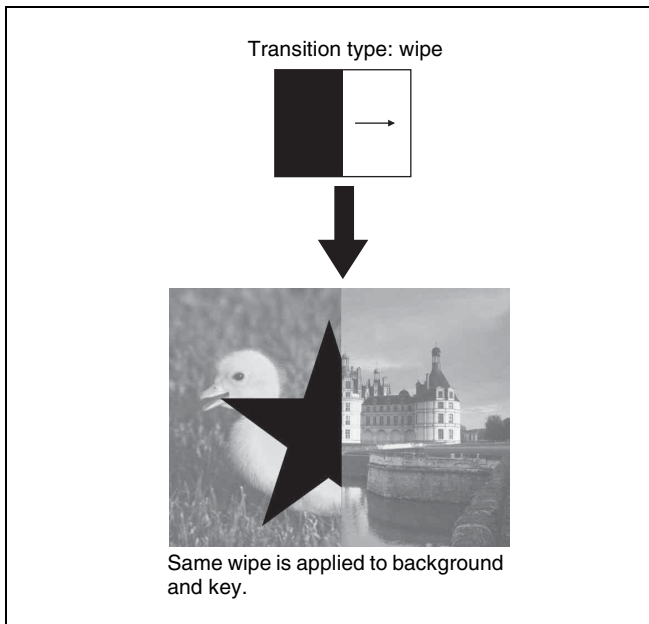 Transition type: wipe
Same wipe is applied to background
and key.